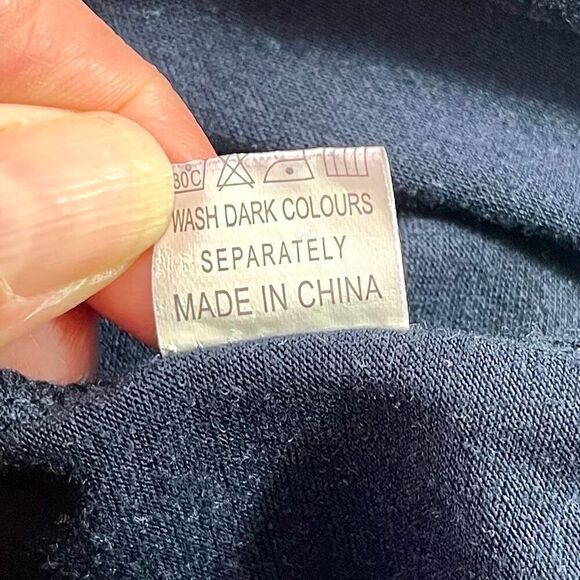 30°C
WASH DARK COLOURS
SEPARATELY
MADE IN CHINA